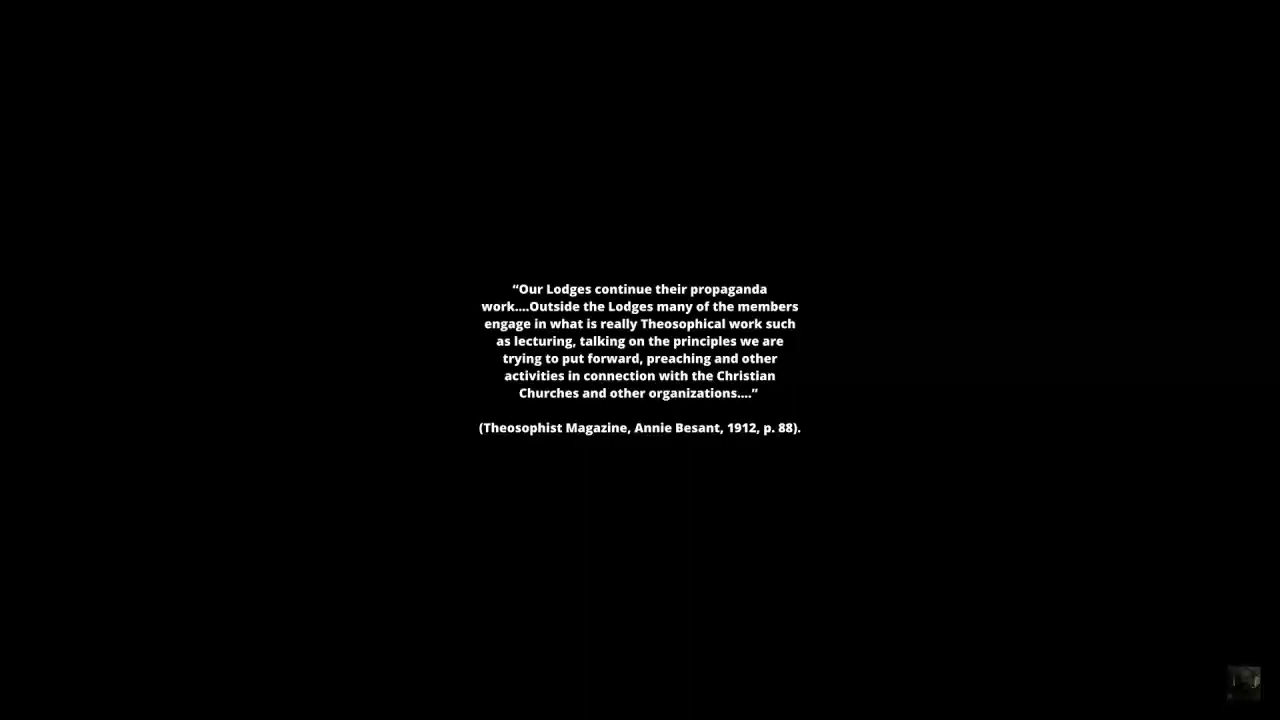 “Our Lodges continue their propaganda
work....Outside the Lodges many of the members
engage in what is really Theosophical work such
as lecturing, talking on the principles we are
trying to put forward, preaching and other
activities in connection with the Christian
Churches and other organizations....”
(Theosophist Magazine, Annie Besant, 1912, p. 88).